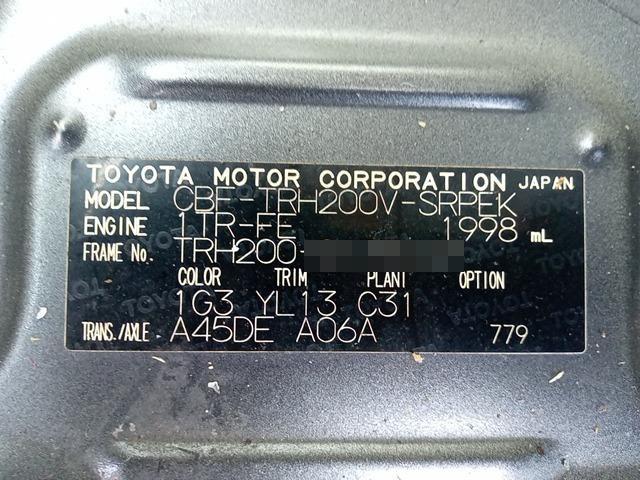 TOYOTA MOTOR CORPORATION JAPAN
MODEL CBF-TRH200V-SRPEK
ENGINE 1TR-FE 1998 mL
FRAME No. TRH200-
COLOR TRIM PLANT OPTION
1G3 YL13 C31
TRANS./AXLE A45DE A06A 779